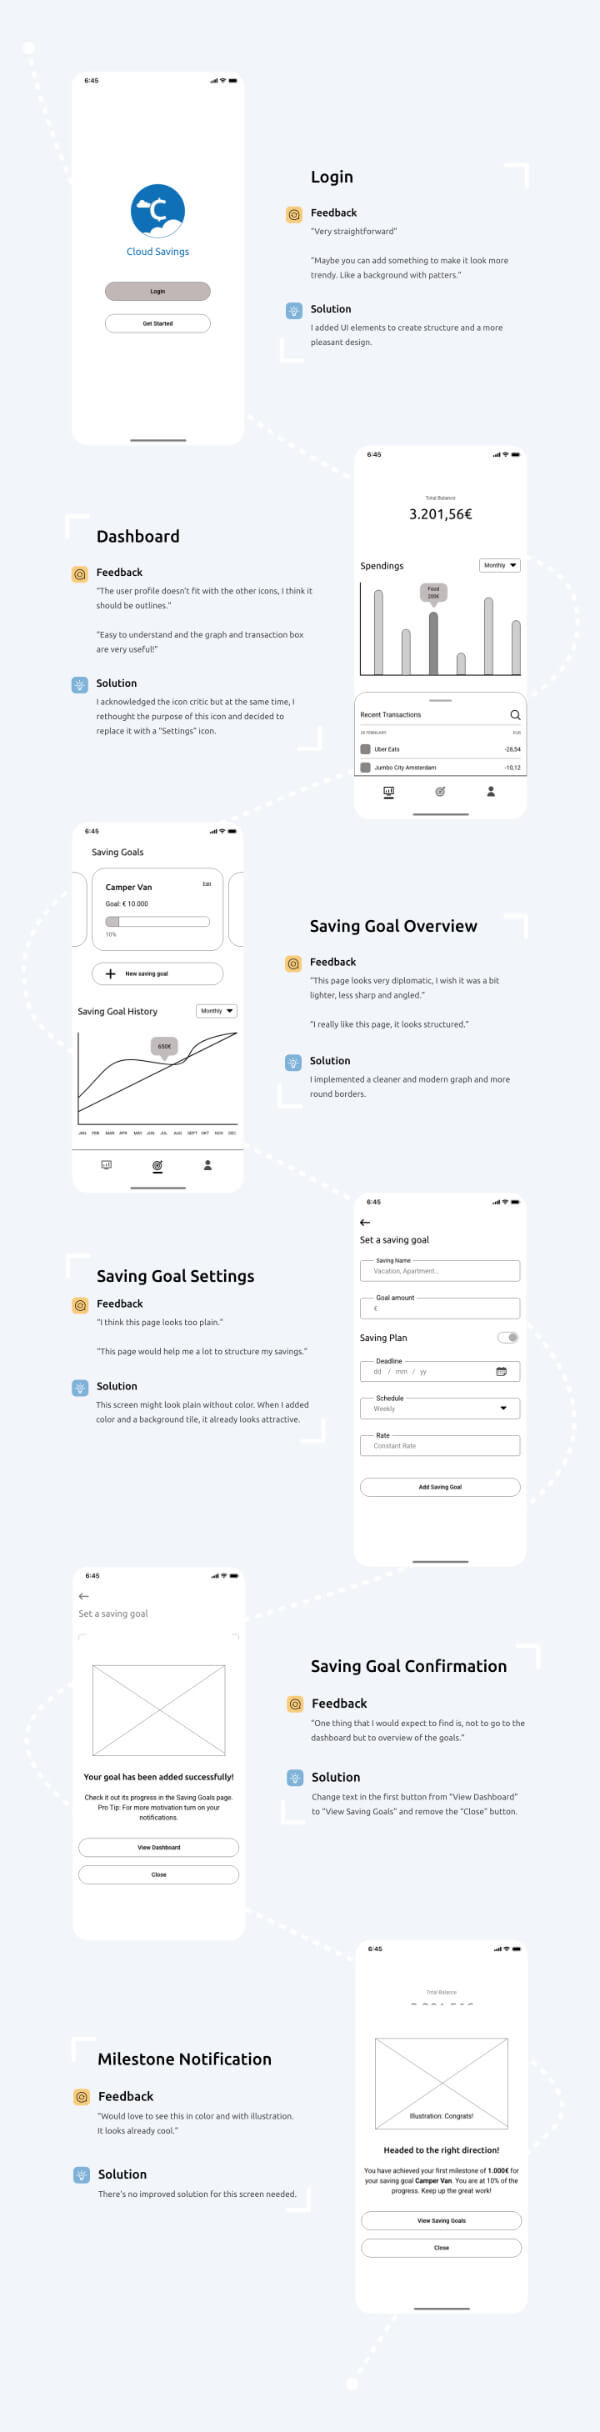 6:45
Cloud Savings
Login
Get Started
Login
Feedback
"Very straightforward"
"Maybe you can add something to make it look more
trendy. Like a background with patters."
Solution
I added UI elements to create structure and a more
pleasant design.
Dashboard
Feedback
"The user profile doesn't fit with the other icons, I think it
should be outlines."
"Easy to understand and the graph and transaction box
are very useful!"
Solution
I acknowledged the icon critic but at the same time, I
rethought the purpose of this icon and decided to
replace it with a "Settings" icon.
6:45
Total Balance
3.201,56€
Spendings
Monthly
Food
200€
Recent Transactions
FEBRUARY
EUR
Uber Eats
-28,54
Jumbo City Amsterdam
-10,12
6:45
Saving Goals
Camper Van
Edit
Goal: € 10.000
10%
New saving goal
Saving Goal History
Monthly
650€
JAN FEB MAR APR MAY JUN JUL AUG SEPT OKT NOV DEC
Saving Goal Overview
Feedback
"This page looks very diplomatic, I wish it was a bit
lighter, less sharp and angled."
"I really like this page, it looks structured."
Solution
I implemented a cleaner and modern graph and more
round borders.
Saving Goal Settings
Feedback
"I think this page looks too plain."
"This page would help me a lot to structure my savings."
Solution
This screen might look plain without color. When I added
color and a background tile, it already looks attractive.
6:45
Set a saving goal
Saving Name
Vacation, Apartment...
Goal amount
€
Saving Plan
Deadline
dd / mm / yy
Schedule
Weekly
Rate
Constant Rate
Add Saving Goal
6:45
Set a saving goal
Your goal has been added successfully!
Check it out its progress in the Saving Goals page.
Pro Tip: For more motivation turn on your
notifications.
View Dashboard
Close
Saving Goal Confirmation
Feedback
"One thing that I would expect to find is, not to go to the
dashboard but to overview of the goals."
Solution
Change text in the first button from "View Dashboard"
to "View Saving Goals" and remove the "Close" button.
Milestone Notification
Feedback
"Would love to see this in color and with illustration.
It looks already cool."
Solution
There's no improved solution for this screen needed.
6:45
Total Balance
Illustration: Congrats!
Headed to the right direction!
You have achieved your first milestone of 1.000€ for
your saving goal Camper Van. You are at 10% of the
progress. Keep up the great work!
View Saving Goals
Close